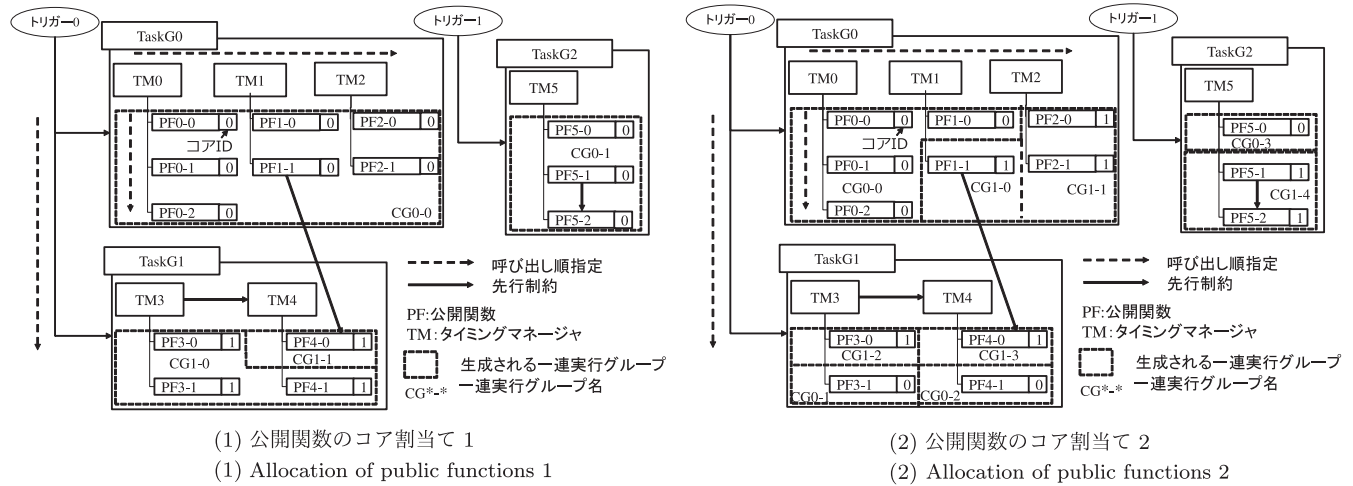 トリガー0
トリガー1
TaskG0
TaskG2
TM0
TM1
TM2
TM5
PF0-0 0
PF1-0 0
PF2-0 0
コアID
PF0-1 0
PF1-1 0
PF2-1 0
PF0-2 0
CG0-0
PF5-0 0
CG0-1
PF5-1 0
PF5-2 0
TaskG1
TM3
TM4
PF3-0 1
PF4-0 1
CG1-0
CG1-1
PF3-1 1
PF4-1 1
呼び出し順指定
先行制約
PF:公開関数
TM:タイミングマネージャ
生成される一連実行グループ
CG*-* 一連実行グループ名
(1) 公開関数のコア割当て 1
(1) Allocation of public functions 1
トリガー0
トリガー1
TaskG0
TaskG2
TM0
TM1
TM2
TM5
PF0-0 0
PF1-0 0
PF2-0 1
コアID
PF0-1 0
PF1-1 1
PF2-1 1
CG0-0
CG1-0
CG1-1
PF0-2 0
PF5-0 0
CG0-3
PF5-1 1
CG1-4
PF5-2 1
TaskG1
TM3
TM4
PF3-0 1
PF4-0 1
CG1-2
CG1-3
PF3-1 0
PF4-1 0
CG0-1
CG0-2
呼び出し順指定
先行制約
PF:公開関数
TM:タイミングマネージャ
生成される一連実行グループ
CG*-* 一連実行グループ名
(2) 公開関数のコア割当て 2
(2) Allocation of public functions 2